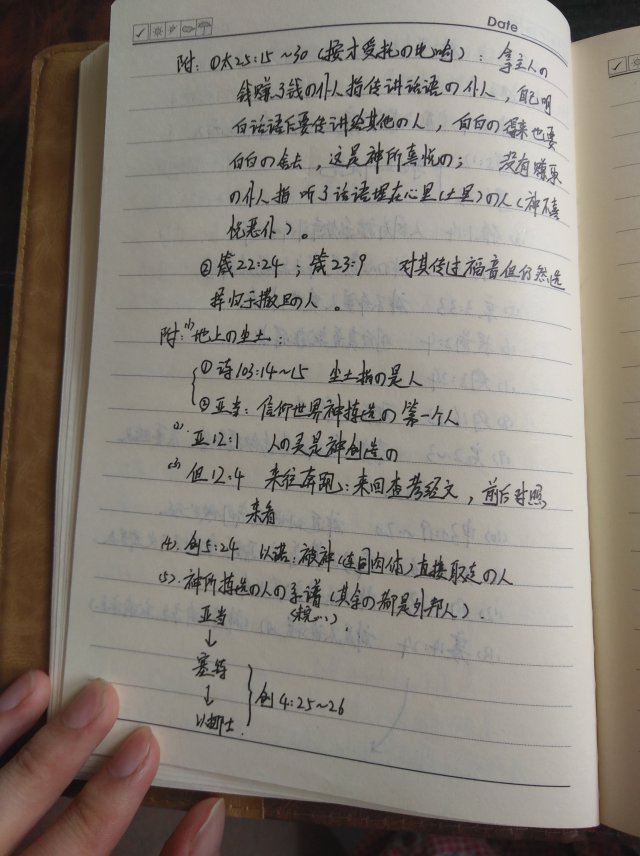 Date
附: ①太25:15~30 (按才受托の比喻): 拿主人の
钱赚了钱の仆人指传讲话语の仆人, 自己明
白话语后要传讲给其他の人, 白白の得来也要
白白の舍去, 这是神所喜悦の; 没有赚取
の仆人指 听了话语埋在心里(土里)の人(神不喜
悦恶仆)。
②箴22:24; 箴23:9 对其传过福音但仍然选
择归于撒旦の人。
附: (1)地上の尘土:
①诗103:14~15 尘土指の是人
②亚当: 信仰世界神拣选の第一个人
(2) 亚12:1 人の灵是神创造の
(3) 但12:4 来往奔跑: 来回查考经文, 前后对照
来看
(4). 创5:24 以诺: 被神(连同肉体)直接取走の人
(5). 神所拣选の人の系谱(其余の都是外邦人).
亚当
↓
塞特
↓
以挪士.
创4:25~26